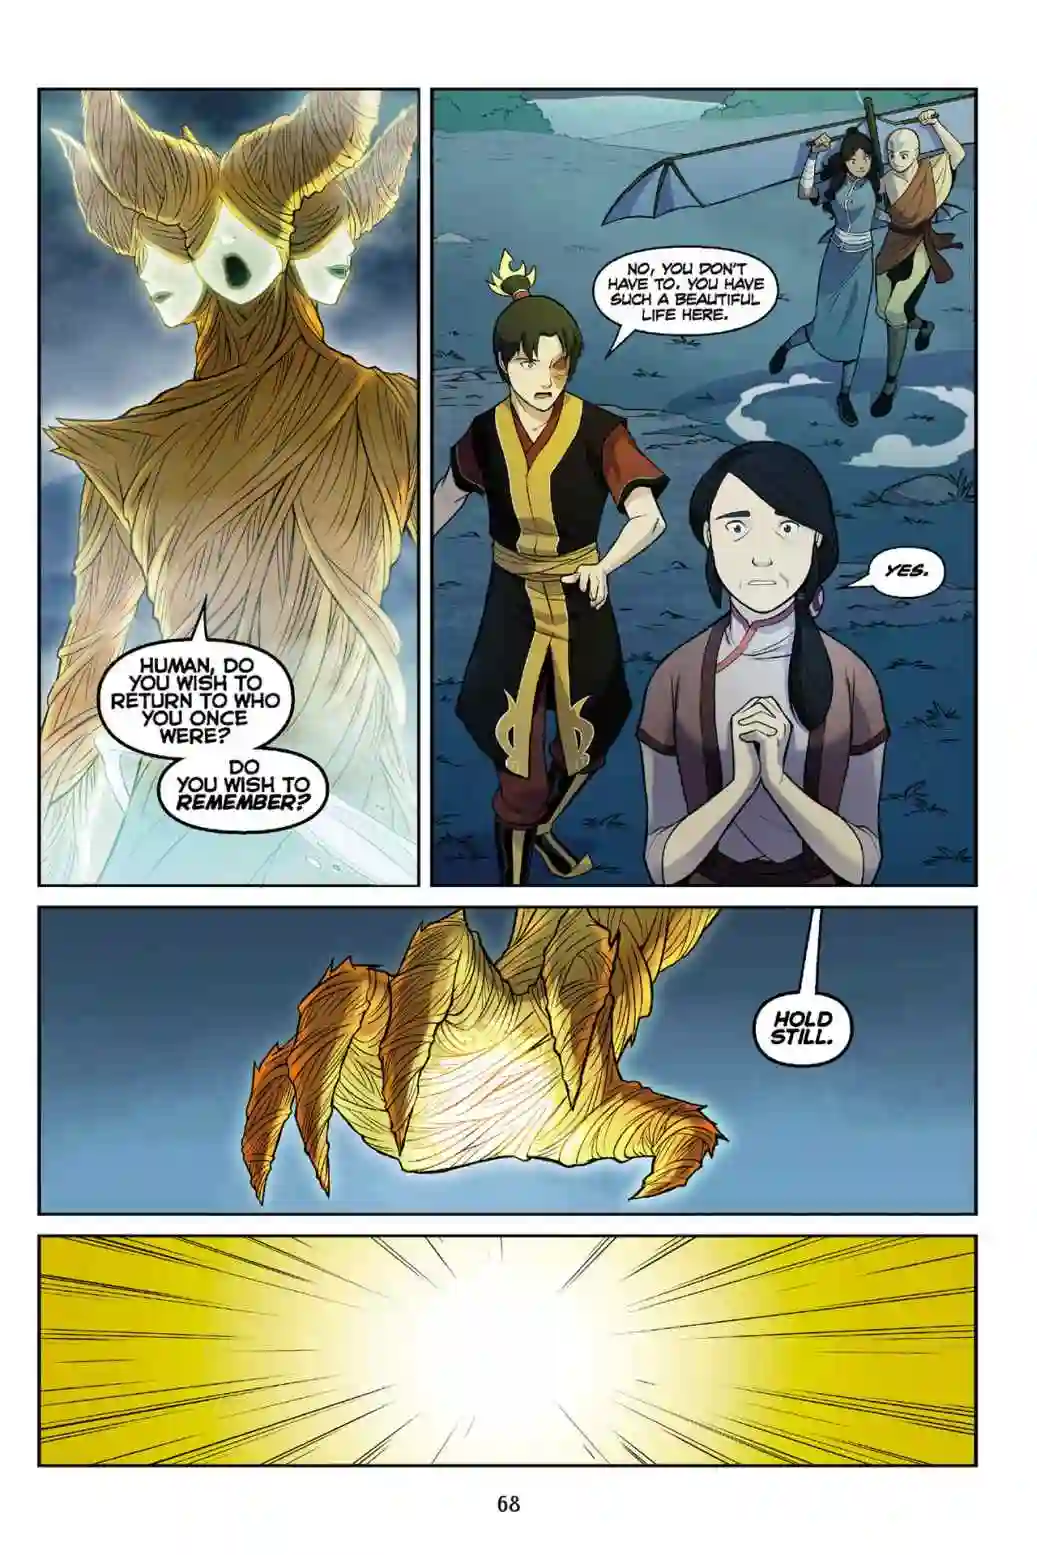 HUMAN, DO
YOU WISH TO
RETURN TO WHO
YOU ONCE
WERE?
DO
YOU WISH TO
REMEMBER?
NO, YOU DON'T
HAVE TO. YOU HAVE
SUCH A BEAUTIFUL
LIFE HERE.
YES.
HOLD
STILL.
68